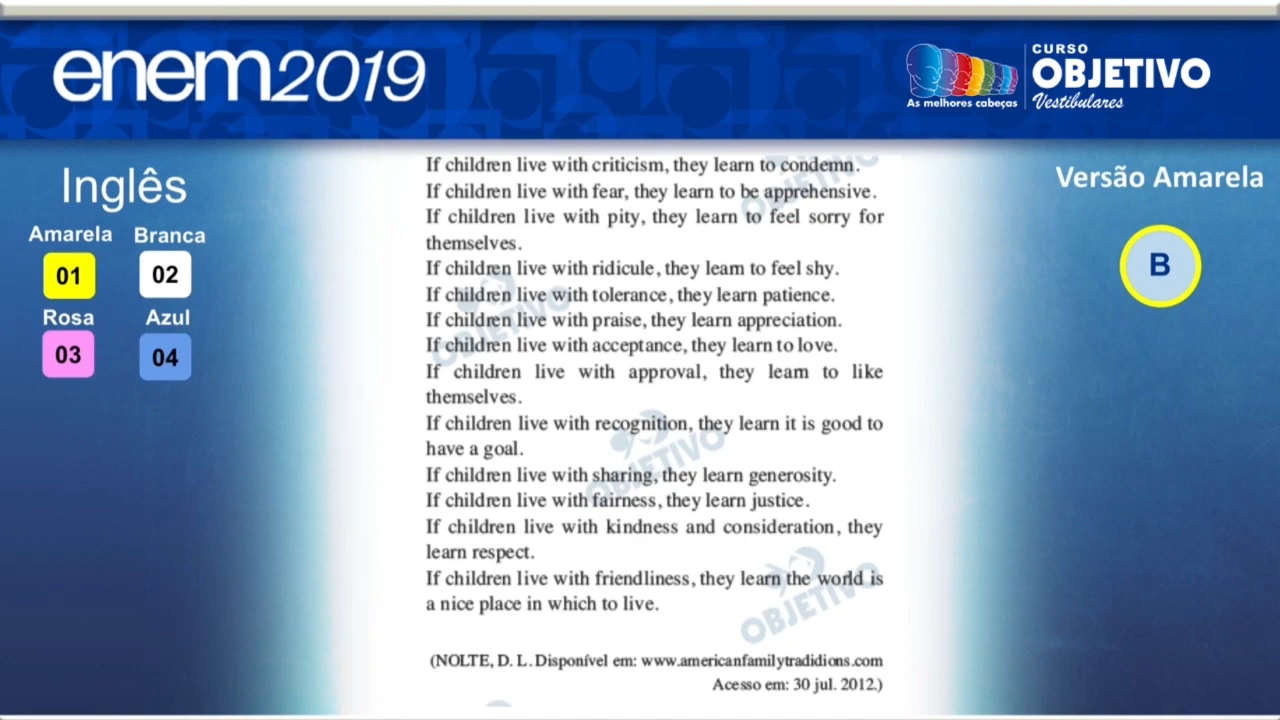 enem2019
CURSO
OBJETIVO
Vestibulares
As melhores cabeças
Inglês
Amarela Branca
01 02
Rosa Azul
03 04
If children live with criticism, they learn to condemn.
If children live with fear, they learn to be apprehensive.
If children live with pity, they learn to feel sorry for
themselves.
If children live with ridicule, they learn to feel shy.
If children live with tolerance, they learn patience.
If children live with praise, they learn appreciation.
If children live with acceptance, they learn to love.
If children live with approval, they learn to like
themselves.
If children live with recognition, they learn it is good to
have a goal.
If children live with sharing, they learn generosity.
If children live with fairness, they learn justice.
If children live with kindness and consideration, they
learn respect.
If children live with friendliness, they learn the world is
a nice place in which to live.
(NOLTE, D. L. Disponível em: www.americanfamilytradidions.com
Acesso em: 30 jul. 2012.)
OBJETIVO
OBJETIVO
OBJETIVO
OBJETIVO
Versão Amarela
B